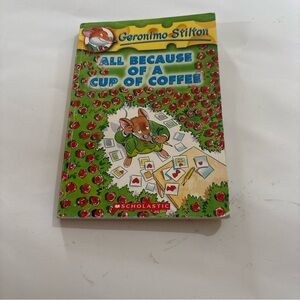 Geronimo Stilton
ALL BECAUSE
OF A
CUP OF COFFEE
SCHOLASTIC